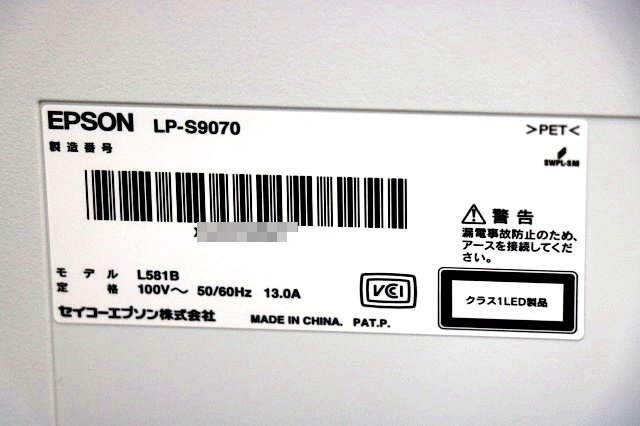 EPSON LP-S9070
>PET<
製造番号
SWPL-SM
警告
漏電事故防止のため、
アースを接続してくだ
さい。
モデル L581B
定格 100V～ 50/60Hz 13.0A
VCCI
クラス1LED製品
セイコーエプソン株式会社
MADE IN CHINA. PAT.P.